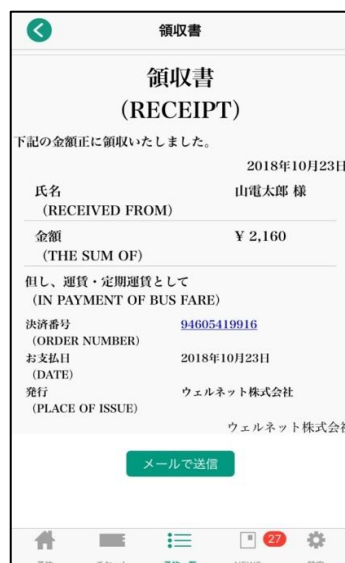 領収書
領収書
(RECEIPT)
下記の金額正に領収いたしました。
2018年10月23日
氏名 山電太郎 様
(RECEIVED FROM)
金額 ¥ 2,160
(THE SUM OF)
但し、運賃・定期運賃として
(IN PAYMENT OF BUS FARE)
決済番号 94605419916
(ORDER NUMBER)
お支払日 2018年10月23日
(DATE)
発行 ウェルネット株式会社
(PLACE OF ISSUE)
ウェルネット株式会社
メールで送信
27